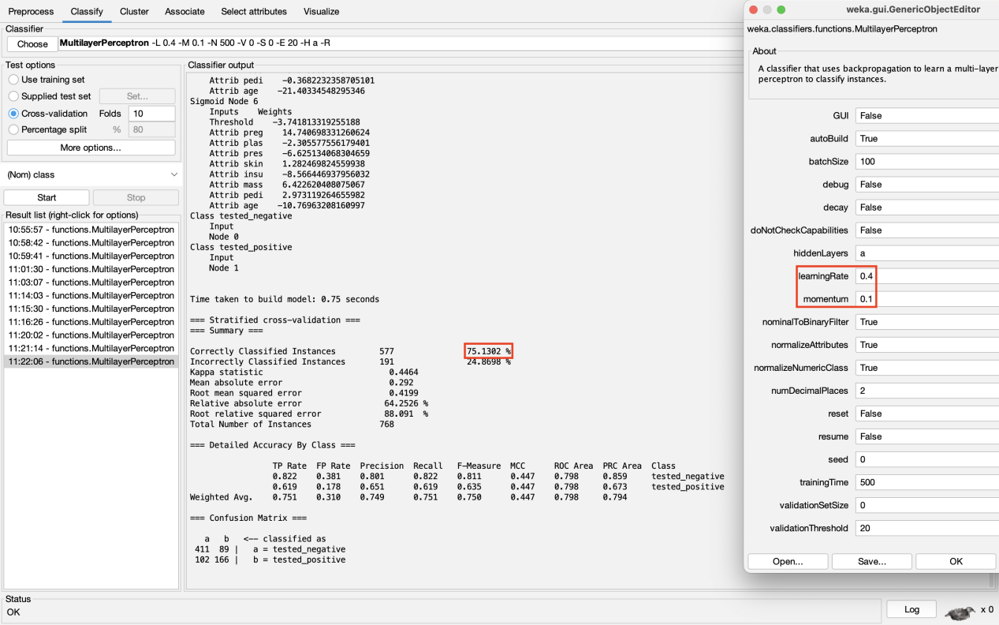 Preprocess Classify Cluster Associate Select attributes Visualize
Classifier
Choose MultilayerPerceptron -L 0.4 -M 0.1 -N 500 -V 0 -S 0 -E 20 -H a -R
Test options
Use training set
Supplied test set Set...
Cross-validation Folds 10
Percentage split % 80
More options...
(Nom) class
Start Stop
Result list (right-click for options)
10:55:57 - functions.MultilayerPerceptron
10:58:42 - functions.MultilayerPerceptron
10:59:41 - functions.MultilayerPerceptron
11:01:30 - functions.MultilayerPerceptron
11:03:07 - functions.MultilayerPerceptron
11:14:03 - functions.MultilayerPerceptron
11:15:30 - functions.MultilayerPerceptron
11:16:26 - functions.MultilayerPerceptron
11:20:02 - functions.MultilayerPerceptron
11:21:14 - functions.MultilayerPerceptron
11:22:06 - functions.MultilayerPerceptron
Classifier output
Attrib pedi -0.3682232358705101
Attrib age -21.40334548295346
Sigmoid Node 6
Inputs Weights
Threshold -3.741813319255188
Attrib preg 14.740698331260624
Attrib plas -2.305577556179401
Attrib pres -6.625134068304659
Attrib skin 1.282469824559938
Attrib insu -8.566446937956032
Attrib mass 6.422620408075067
Attrib pedi 2.973119264655982
Attrib age -10.76963208160997
Class tested_negative
Input
Node 0
Class tested_positive
Input
Node 1
Time taken to build model: 0.75 seconds
=== Stratified cross-validation ===
=== Summary ===
Correctly Classified Instances 577 75.1302 %
Incorrectly Classified Instances 191 24.8698 %
Kappa statistic 0.4464
Mean absolute error 0.292
Root mean squared error 0.4199
Relative absolute error 64.2526 %
Root relative squared error 88.091 %
Total Number of Instances 768
=== Detailed Accuracy By Class ===
TP Rate FP Rate Precision Recall F-Measure MCC ROC Area PRC Area Class
0.822 0.381 0.801 0.822 0.811 0.447 0.798 0.859 tested_negative
0.619 0.178 0.651 0.619 0.635 0.447 0.798 0.673 tested_positive
Weighted Avg. 0.751 0.310 0.749 0.751 0.750 0.447 0.798 0.794
=== Confusion Matrix ===
a b <-- classified as
411 89 | a = tested_negative
102 166 | b = tested_positive
weka.gui.GenericObjectEditor
weka.classifiers.functions.MultilayerPerceptron
About
A classifier that uses backpropagation to learn a multi-layer
perceptron to classify instances.
GUI False
autoBuild True
batchSize 100
debug False
decay False
doNotCheckCapabilities False
hiddenLayers a
learningRate 0.4
momentum 0.1
nominalToBinaryFilter True
normalizeAttributes True
normalizeNumericClass True
numDecimalPlaces 2
reset False
resume False
seed 0
trainingTime 500
validationSetSize 0
validationThreshold 20
Open... Save... OK
Status
OK
Log x 0